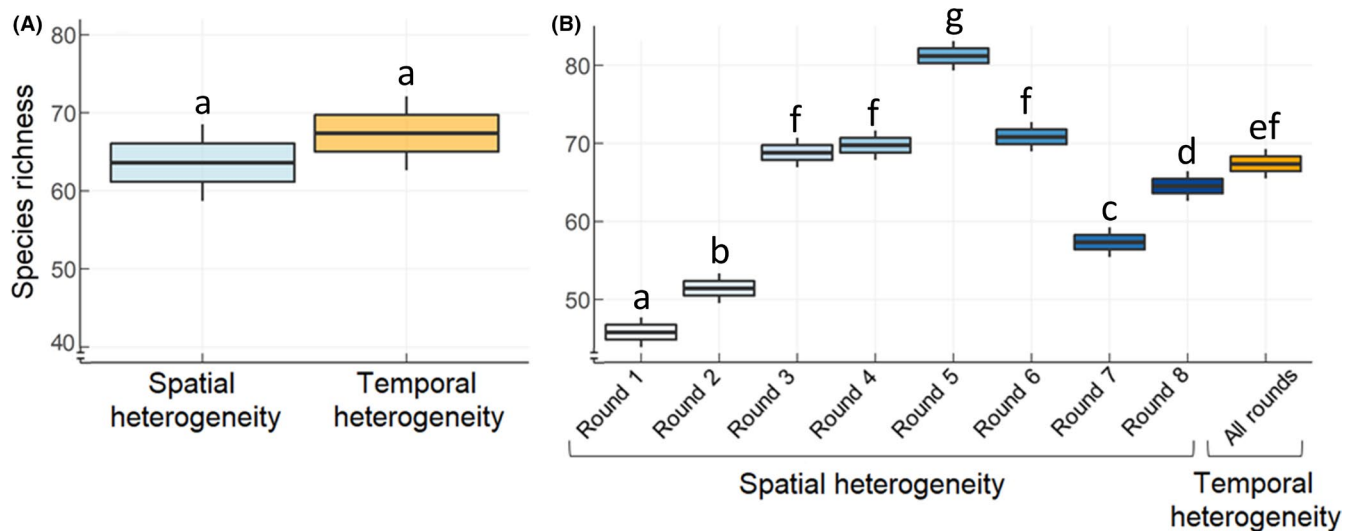 (A)
Species richness
80
70
60
50
40
a
a
Spatial
heterogeneity
Temporal
heterogeneity
(B)
80
70
60
50
a
b
f
f
g
f
c
d
ef
Round 1
Round 2
Round 3
Round 4
Round 5
Round 6
Round 7
Round 8
All rounds
Spatial heterogeneity
Temporal
heterogeneity